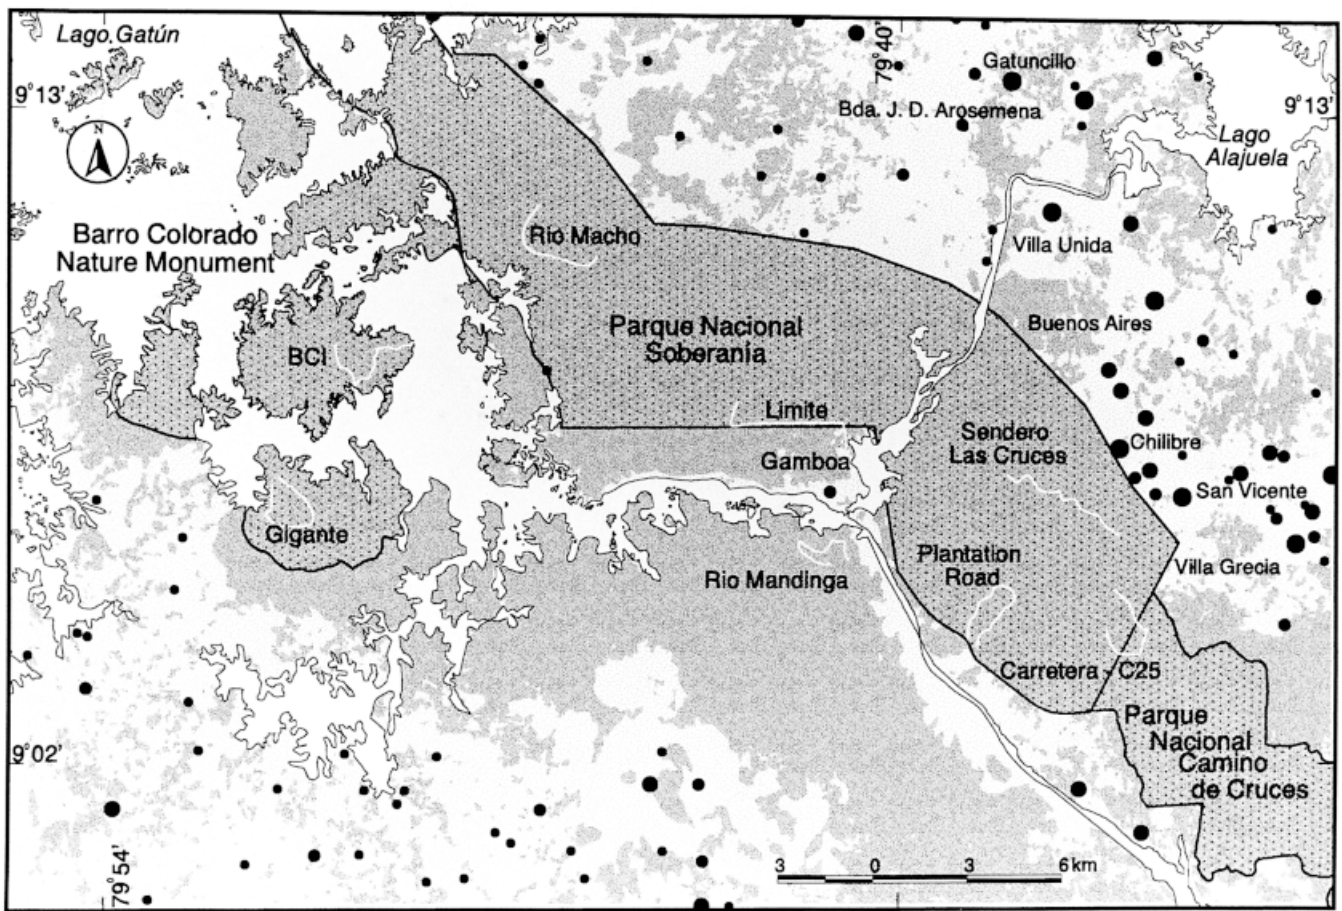 Lago Gatún
79°40'
Gatuncillo
9°13'
Bda. J. D. Arosemena
9°13'
N
Lago
Alajuela
Barro Colorado
Nature Monument
Rio Macho
Villa Unida
Parque Nacional
Soberanía
Buenos Aires
BCI
Limite
Sendero
Las Cruces
Chilibre
Gamboa
San Vicente
Gigante
Plantation
Road
Villa Grecia
Rio Mandinga
Carretera - C25
Parque
Nacional
Camino
de Cruces
9°02'
79°54'
3 0 3 6 km